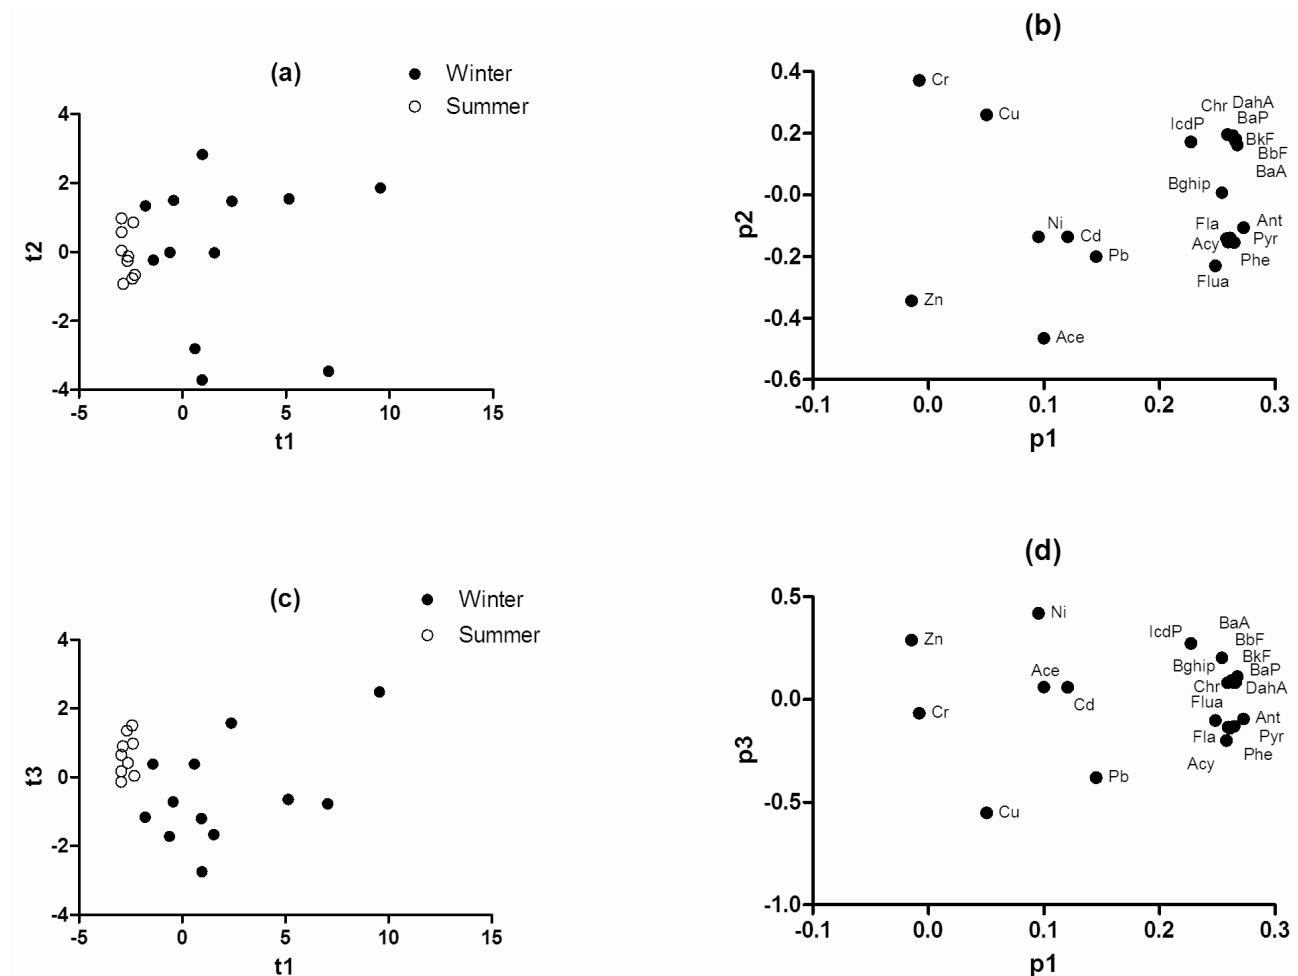 (a)
Winter
Summer
4
2
0
-2
-4
t2
-5
0
5
10
15
t1
(b)
0.4
0.2
-0.0
-0.2
-0.4
-0.6
p2
Cr
Cu
Chr
DahA
BaP
IcdP
BkF
BbF
BaA
Bghip
Ni
Cd
Pb
Fla
Ant
Acy
Pyr
Phe
Flua
Zn
Ace
-0.1
0.0
0.1
0.2
0.3
p1
(c)
Winter
Summer
4
2
0
-2
-4
t3
-5
0
5
10
15
t1
(d)
0.5
0.0
-0.5
-1.0
p3
Ni
Zn
BaA
IcdP
BbF
BkF
Bghip
BaP
Ace
Chr
DahA
Cd
Flua
Cr
Ant
Fla
Pyr
Phe
Acy
Pb
Cu
-0.1
0.0
0.1
0.2
0.3
p1